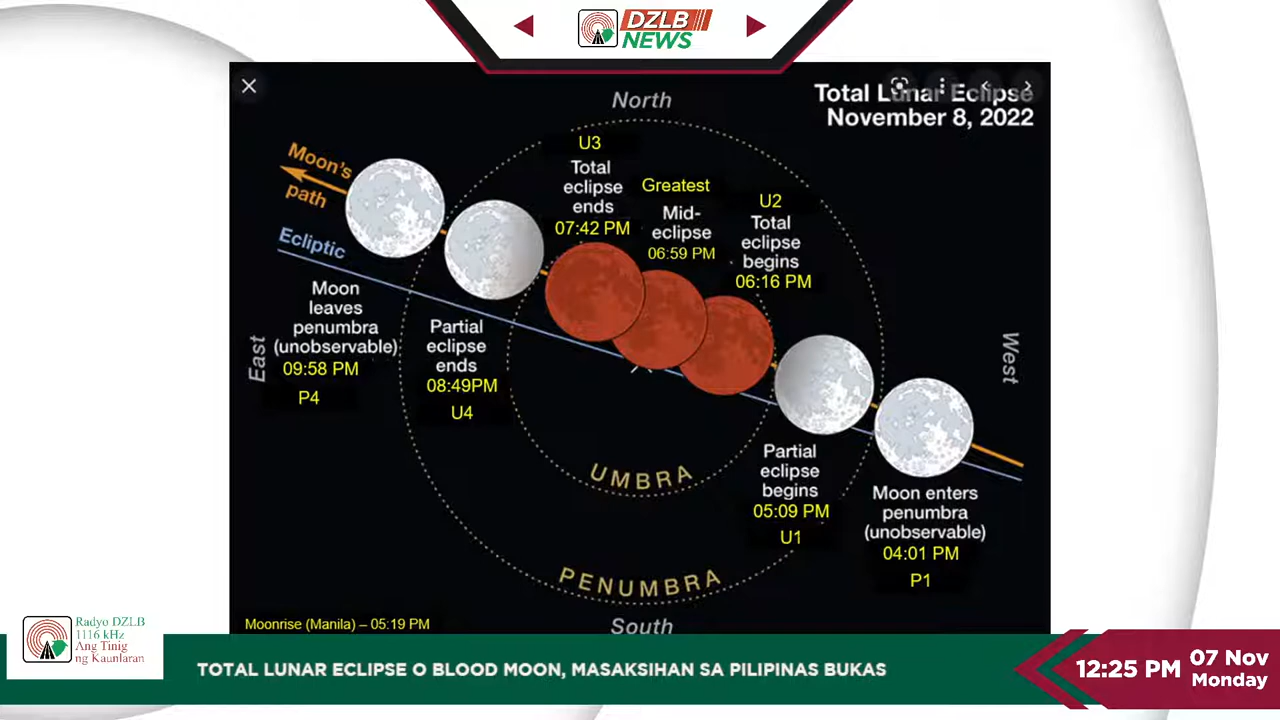 DZLB
NEWS
Total Lunar Eclipse
November 8, 2022
North
Moon's
path
Ecliptic
U3
Total
eclipse
ends
07:42 PM
Greatest
Mid-
eclipse
06:59 PM
U2
Total
eclipse
begins
06:16 PM
Moon
leaves
penumbra
(unobservable)
09:58 PM
P4
East
Partial
eclipse
ends
08:49PM
U4
West
UMBRA
Partial
eclipse
begins
05:09 PM
U1
Moon enters
penumbra
(unobservable)
04:01 PM
P1
PENUMBRA
South
Moonrise (Manila) – 05:19 PM
Radyo DZLB
1116 kHz
Ang Tinig
ng Kaunlaran
TOTAL LUNAR ECLIPSE O BLOOD MOON, MASAKSIHAN SA PILIPINAS BUKAS
12:25 PM
07 Nov
Monday